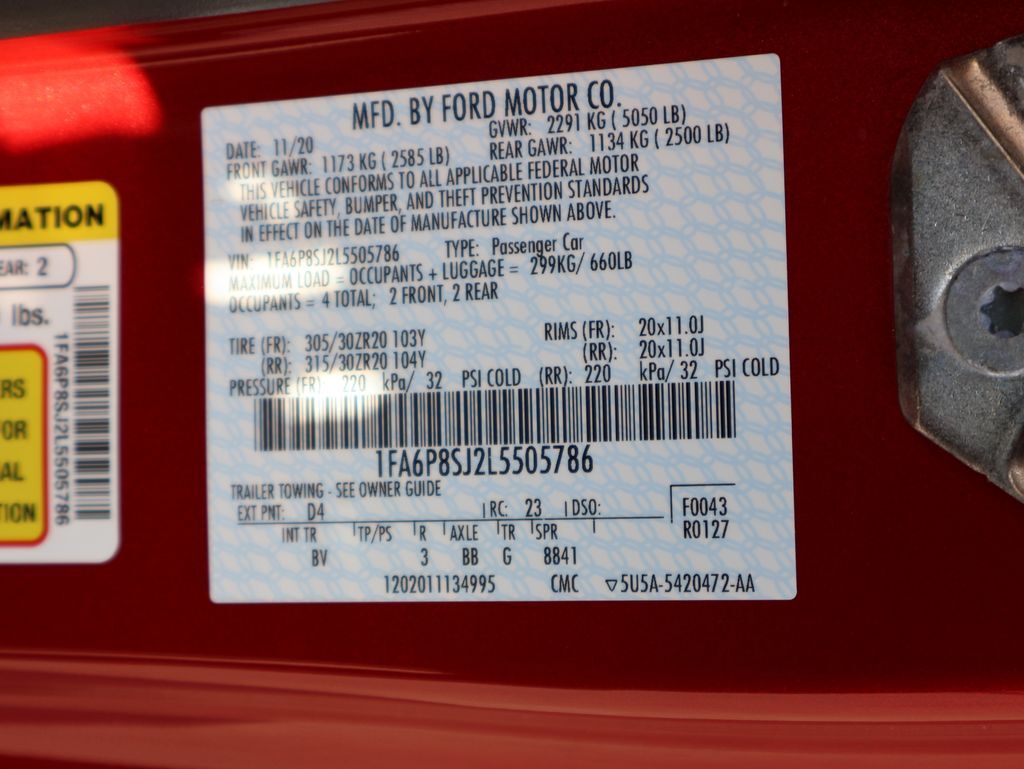 MFD. BY FORD MOTOR CO.
DATE: 11/20 GVWR: 2291 KG ( 5050 LB)
FRONT GAWR: 1173 KG ( 2585 LB) REAR GAWR: 1134 KG ( 2500 LB)
THIS VEHICLE CONFORMS TO ALL APPLICABLE FEDERAL MOTOR
VEHICLE SAFETY, BUMPER, AND THEFT PREVENTION STANDARDS
IN EFFECT ON THE DATE OF MANUFACTURE SHOWN ABOVE.
VIN: 1FA6P8SJ2L5505786 TYPE: Passenger Car
MAXIMUM LOAD = OCCUPANTS + LUGGAGE = 299KG/ 660LB
OCCUPANTS = 4 TOTAL; 2 FRONT, 2 REAR
TIRE (FR): 305/30ZR20 103Y RIMS (FR): 20x11.0J
(RR): 315/30ZR20 104Y (RR): 20x11.0J
PRESSURE (FR): 220 kPa/ 32 PSI COLD (RR): 220 kPa/ 32 PSI COLD
1FA6P8SJ2L5505786
TRAILER TOWING - SEE OWNER GUIDE
EXT PNT: D4 RC: 23 DSO: F0043
INT TR TP/PS R AXLE TR SPR R0127
BV 3 BB G 8841
1202011134995 CMC ▽5U5A-5420472-AA
MATION
EAR: 2
lbs.
1FA6P8SJ2L5505786
ERS
FOR
AL
TION